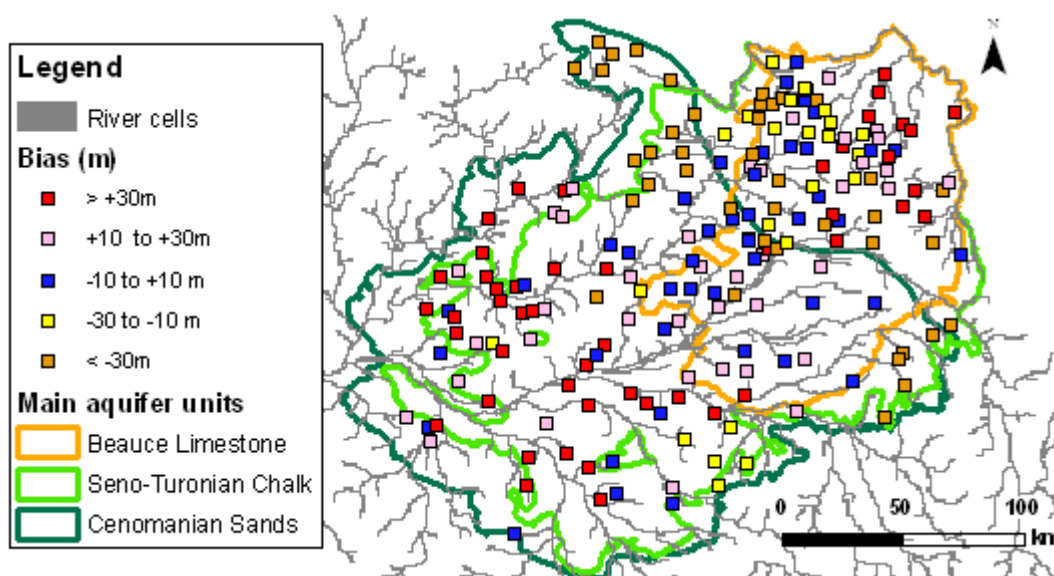 Legend
River cells
Bias (m)
> +30m
+10 to +30m
-10 to +10 m
-30 to -10 m
< -30m
Main aquifer units
Beauce Limestone
Seno-Turonian Chalk
Cenomanian Sands
N
0 50 100
km